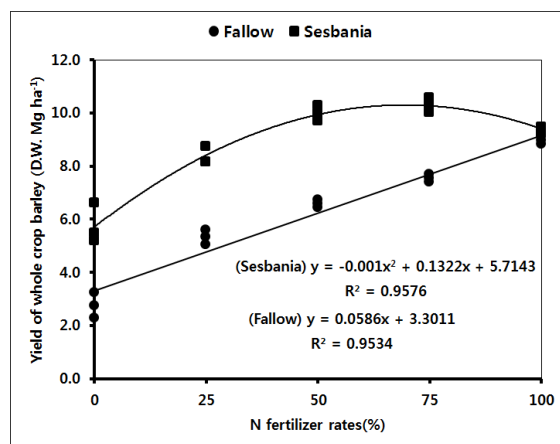 Fallow Sesbania
12.0
10.0
8.0
6.0
4.0
2.0
0.0
Yield of whole crop barley (D.W. Mg ha⁻¹)
(Sesbania) y = -0.001x² + 0.1322x + 5.7143
R² = 0.9576
(Fallow) y = 0.0586x + 3.3011
R² = 0.9534
0 25 50 75 100
N fertilizer rates(%)